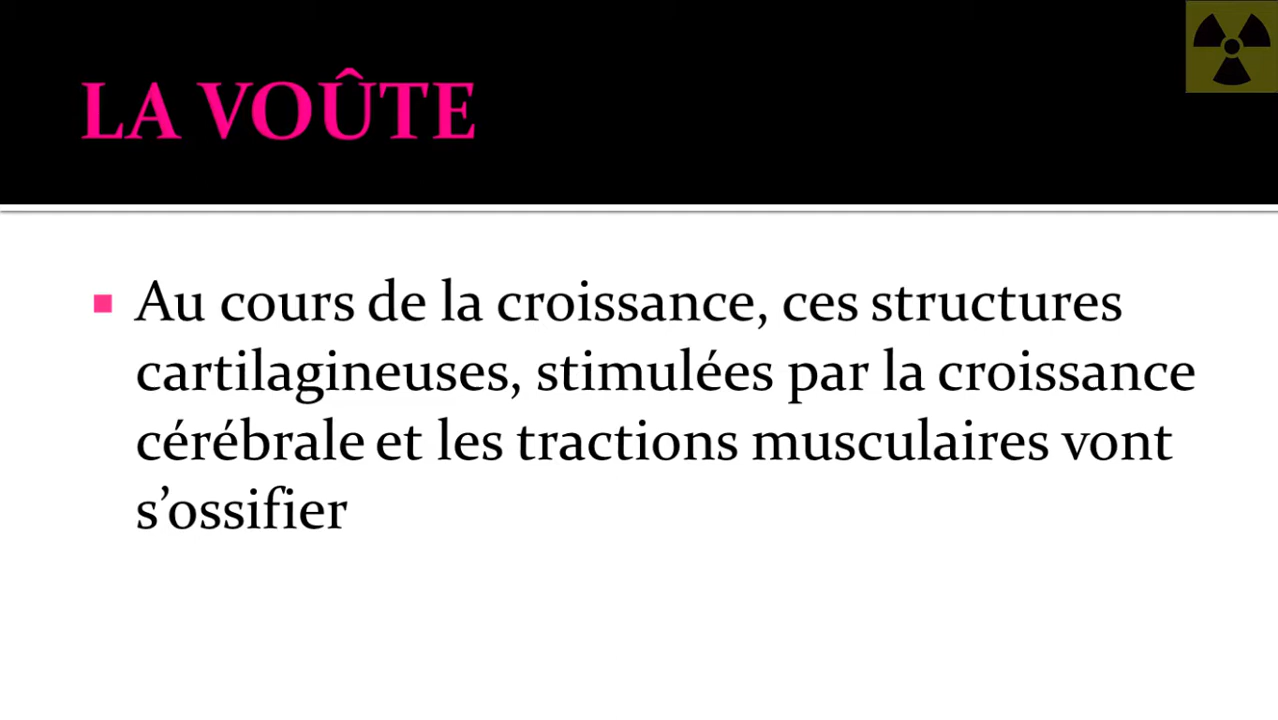 LA VOÛTE
▪ Au cours de la croissance, ces structures
cartilagineuses, stimulées par la croissance
cérébrale et les tractions musculaires vont
s’ossifier